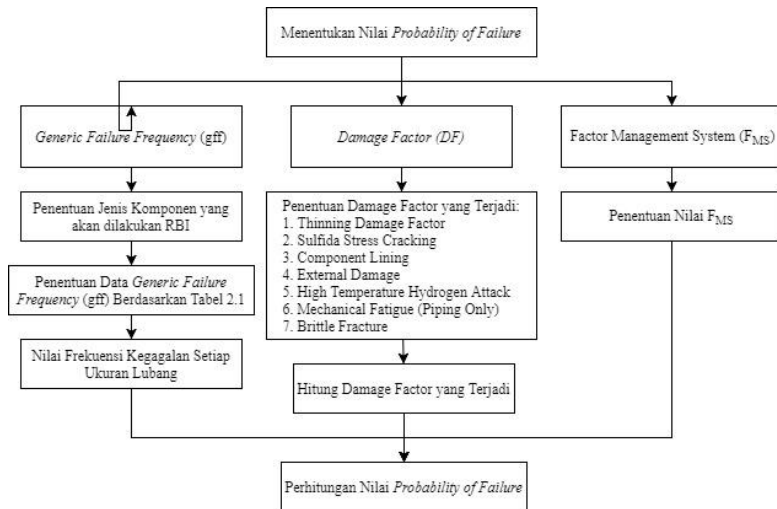 Menentukan Nilai Probability of Failure
Generic Failure Frequency (gff)
Damage Factor (DF)
Factor Management System (FMS)
Penentuan Jenis Komponen yang
akan dilakukan RBI
Penentuan Data Generic Failure
Frequency (gff) Berdasarkan Tabel 2.1
Nilai Frekuensi Kegagalan Setiap
Ukuran Lubang
Penentuan Damage Factor yang Terjadi:
1. Thinning Damage Factor
2. Sulfida Stress Cracking
3. Component Lining
4. External Damage
5. High Temperature Hydrogen Attack
6. Mechanical Fatigue (Piping Only)
7. Brittle Fracture
Hitung Damage Factor yang Terjadi
Penentuan Nilai FMS
Perhitungan Nilai Probability of Failure